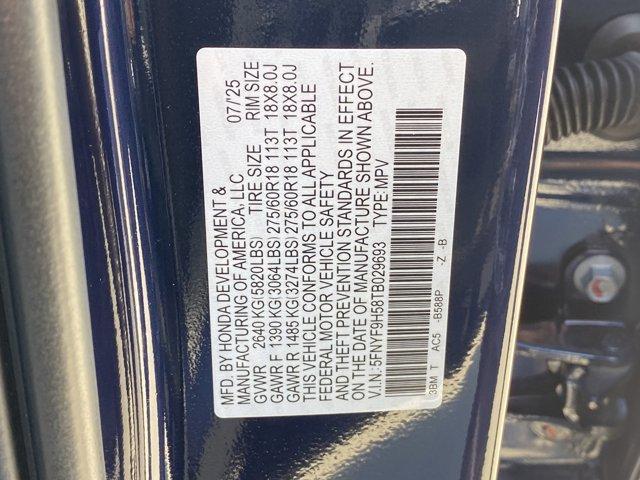 MFD. BY HONDA DEVELOPMENT & 07/'25
MANUFACTURING OF AMERICA, LLC
GVWR 2640 KG(5820LBS) TIRE SIZE RIM SIZE
GAWR F 1390 KG(3064LBS) 275/60R18 113T 18X8.0J
GAWR R 1485 KG(3274LBS) 275/60R18 113T 18X8.0J
THIS VEHICLE CONFORMS TO ALL APPLICABLE
FEDERAL MOTOR VEHICLE SAFETY
AND THEFT PREVENTION STANDARDS IN EFFECT
ON THE DATE OF MANUFACTURE SHOWN ABOVE.
V.I.N.: 5FNYF9H58TB029693 TYPE: MPV
3BM T AC5 -B588P -Z -B